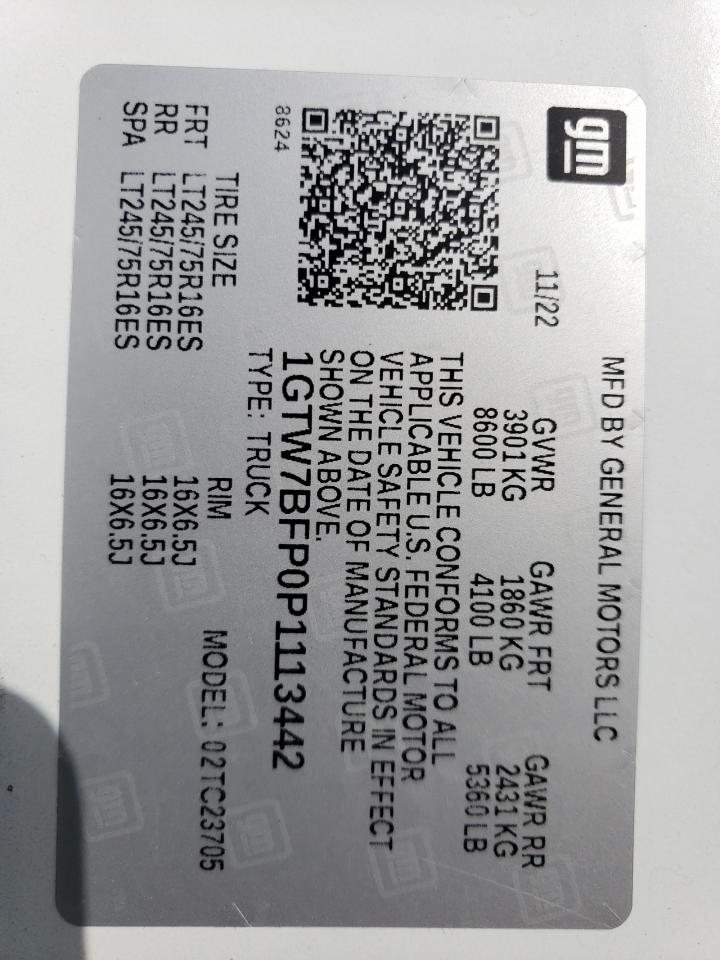 gm
MFD BY GENERAL MOTORS LLC
11/22
GVWR GAWR FRT GAWR RR
3901 KG 1860 KG 2431 KG
8600 LB 4100 LB 5360 LB
THIS VEHICLE CONFORMS TO ALL
APPLICABLE U.S. FEDERAL MOTOR
VEHICLE SAFETY STANDARDS IN EFFECT
ON THE DATE OF MANUFACTURE
SHOWN ABOVE.
8624
1GTW7BFP0P1113442
TYPE: TRUCK
TIRE SIZE RIM MODEL: 02TC23705
FRT LT245/75R16ES 16X6.5J
RR LT245/75R16ES 16X6.5J
SPA LT245/75R16ES 16X6.5J